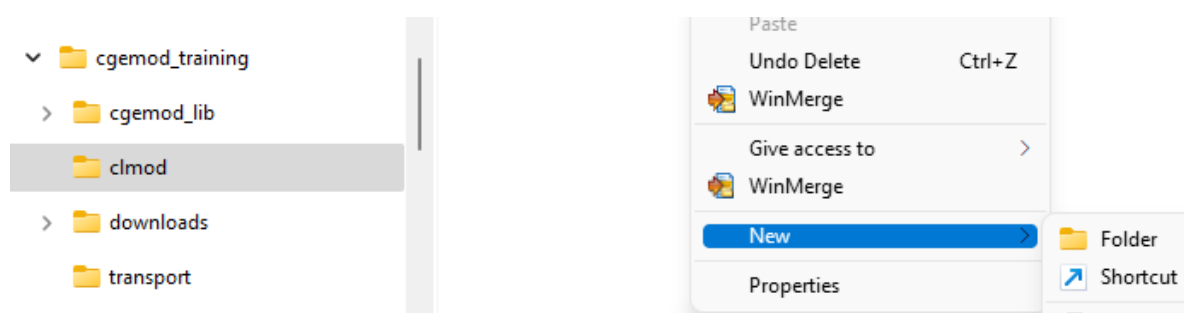 cgemod_training
cgemod_lib
clmod
downloads
transport
Paste
Undo Delete Ctrl+Z
WinMerge
Give access to
WinMerge
New
Properties
Folder
Shortcut